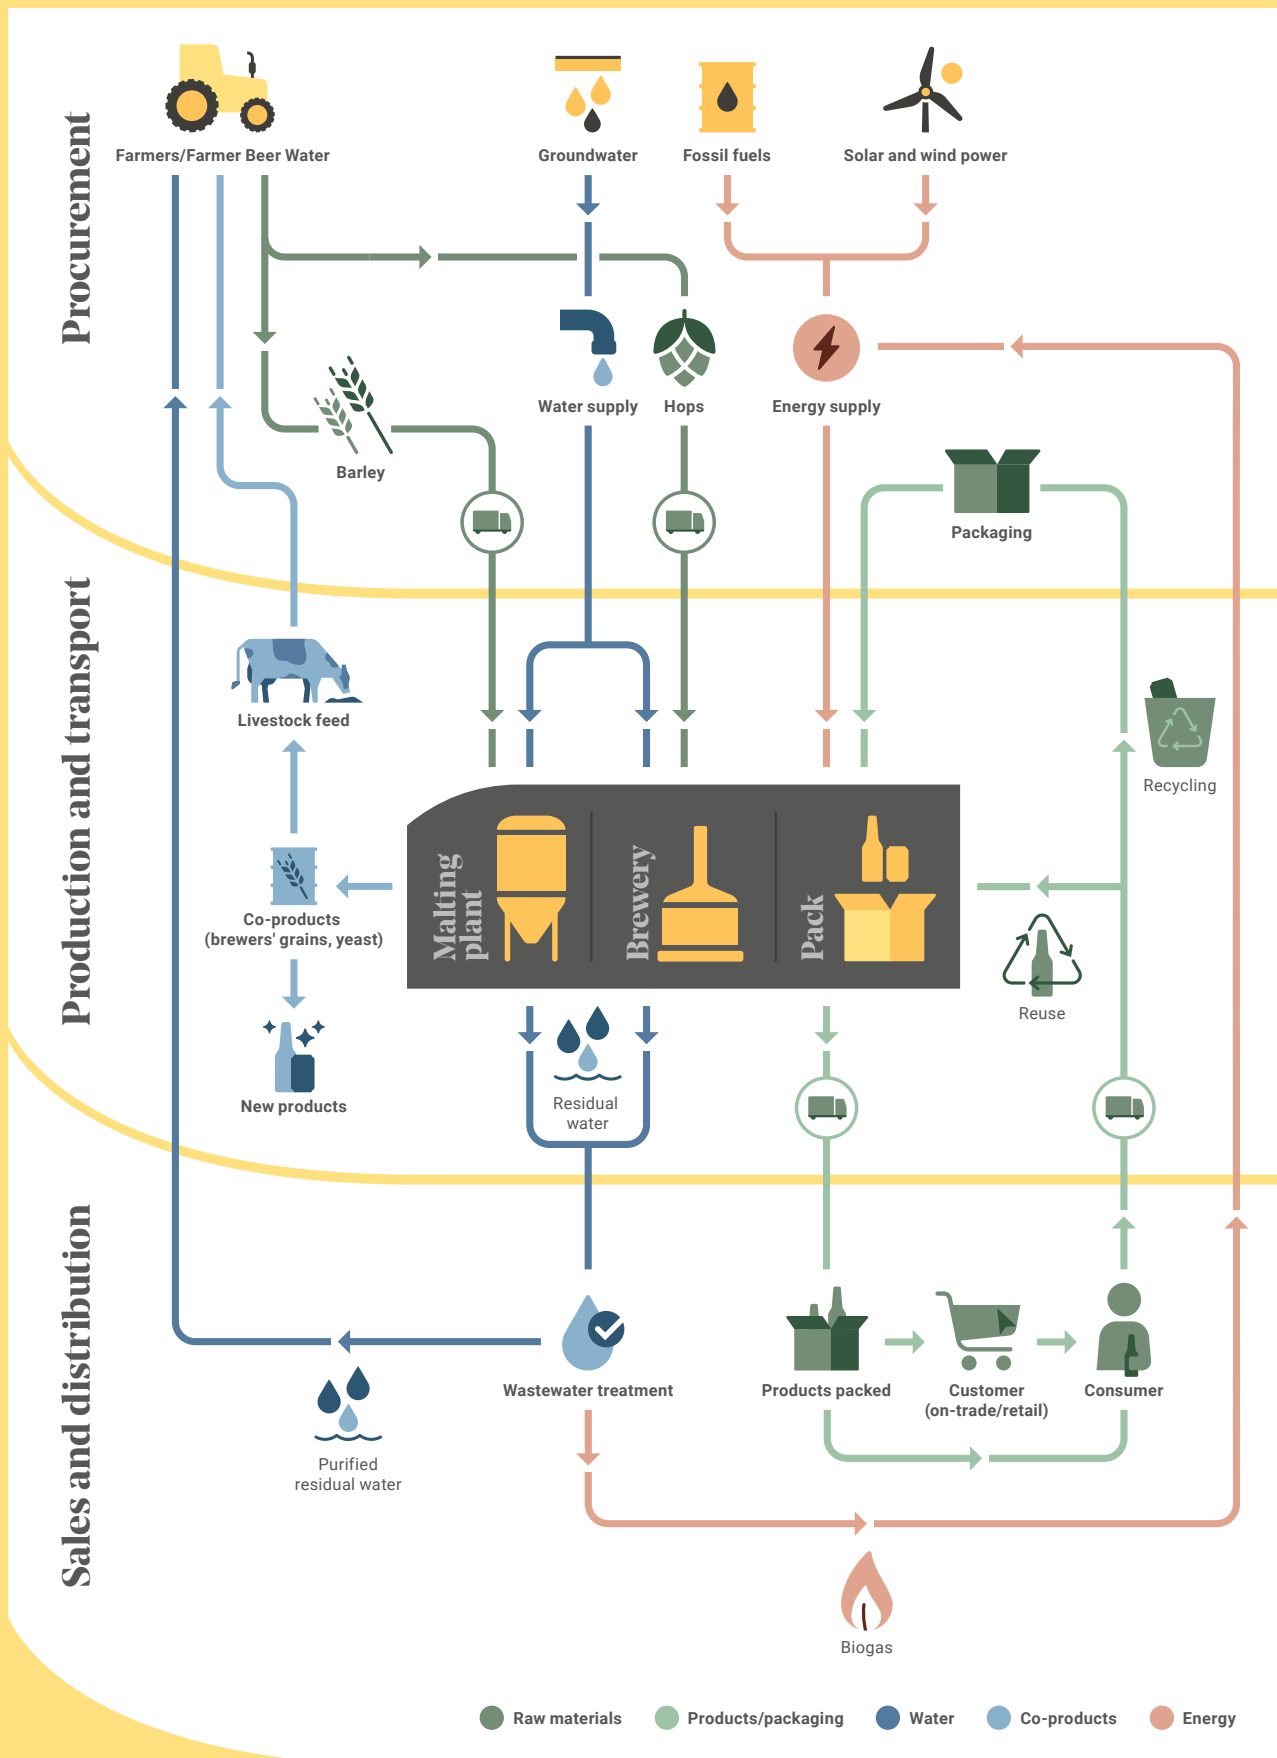 Procurement
Farmers/Farmer Beer Water
Groundwater
Fossil fuels
Solar and wind power
Water supply
Hops
Energy supply
Barley
Packaging
Production and transport
Livestock feed
Recycling
Co-products
(brewers' grains, yeast)
Malting
plant
Brewery
Pack
Reuse
New products
Residual
water
Sales and distribution
Wastewater treatment
Products packed
Customer
(on-trade/retail)
Consumer
Purified
residual water
Biogas
Raw materials
Products/packaging
Water
Co-products
Energy